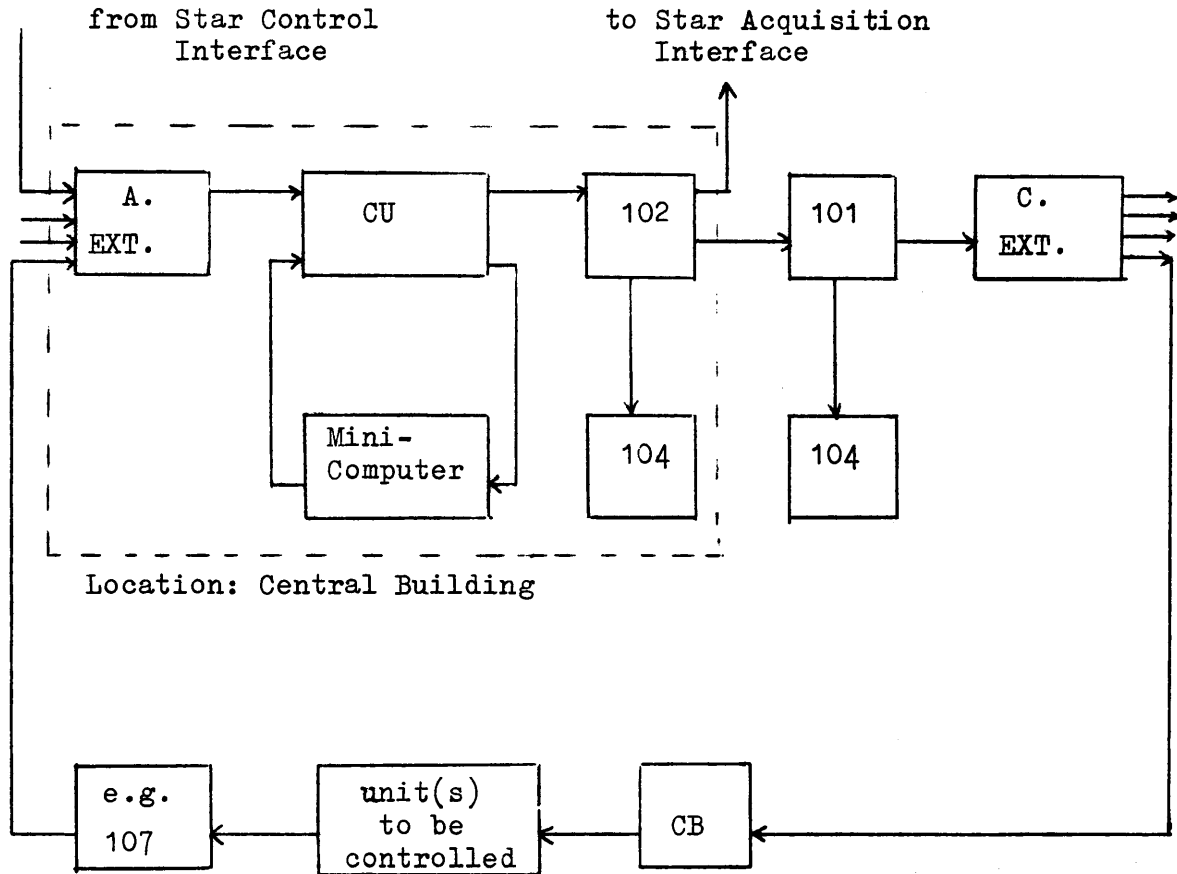 from Star Control
Interface
to Star Acquisition
Interface
A.
EXT.
CU
102
101
C.
EXT.
Mini-
Computer
104
104
Location: Central Building
e.g.
107
unit(s)
to be
controlled
CB